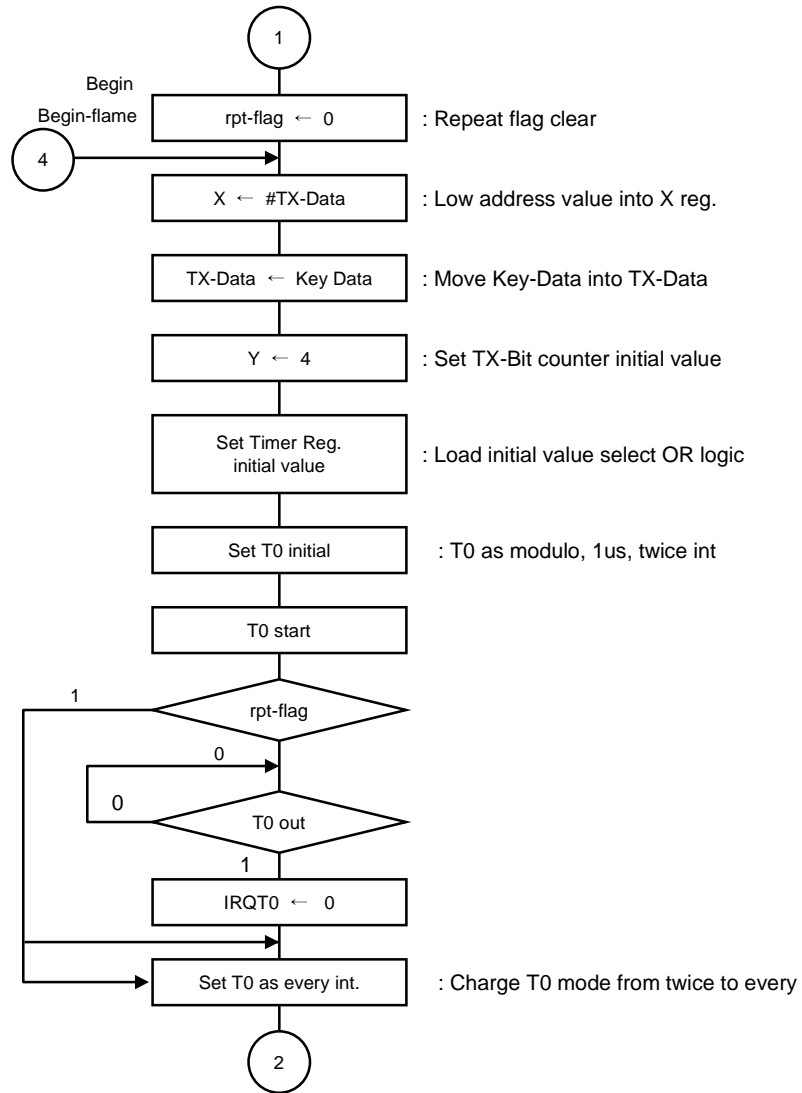 1
Begin
Begin-flame
rpt-flag ← 0 : Repeat flag clear
4
X ← #TX-Data : Low address value into X reg.
TX-Data ← Key Data : Move Key-Data into TX-Data
Y ← 4 : Set TX-Bit counter initial value
Set Timer Reg.
initial value
: Load initial value select OR logic
Set T0 initial : T0 as modulo, 1us, twice int
T0 start
1
rpt-flag
0
0
T0 out
1
IRQT0 ← 0
Set T0 as every int. : Charge T0 mode from twice to every
2